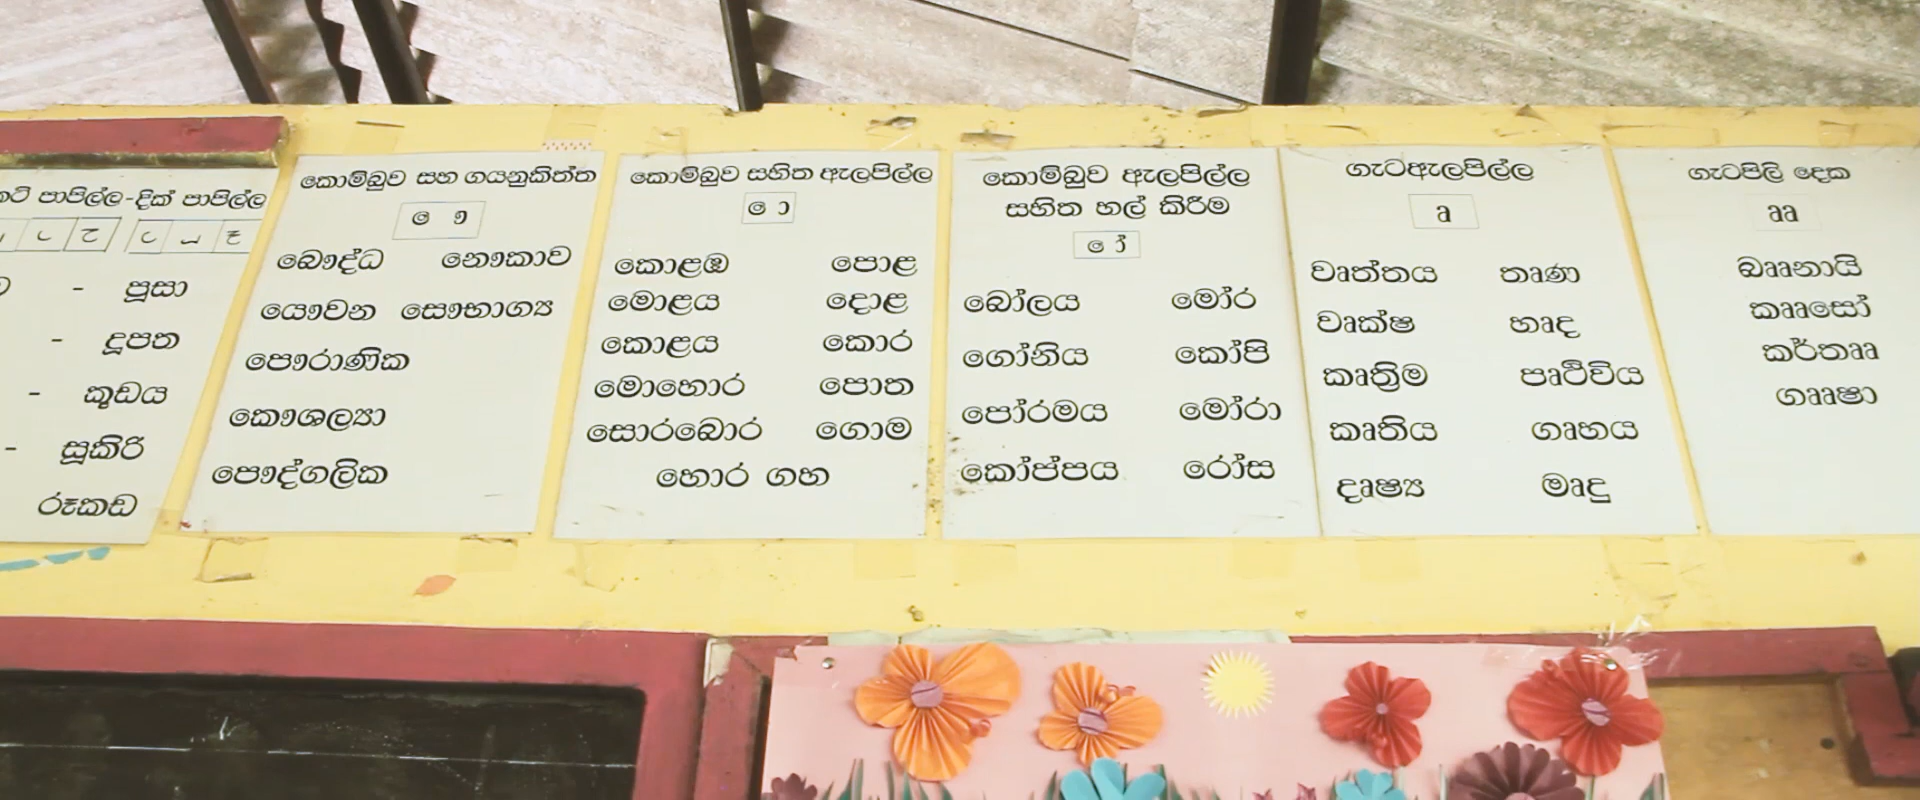 පාපිල්ල-දික් පාපිල්ල
- පූසා
- දූපත
- කූඩය
- සූකිරි
රූකඩ
කොම්බුව සහ ගයනුකිත්ත
ෙ ෟ
බෞද්ධ නෞකාව
යෞවන සෞභාග්‍ය
පෞරාණික
කෞශල්‍යා
පෞද්ගලික
කොම්බුව සහිත ඇලපිල්ල
ෙ ා
කොළඹ පොළ
මොළය දොළ
කොළය කොර
මොහොර පොත
සොරබොර ගොම
හොර ගහ
කොම්බුව ඇලපිල්ල
සහිත හල් කිරීම
ෙ ා්
බෝලය මෝර
ගෝනිය කෝපි
පෝරමය මෝරා
කෝප්පය රෝස
ගැටඇලපිල්ල
ෘ
වෘත්තය තෘණ
වෘක්ෂ හෘද
කෘත්‍රිම පෘථිවිය
කෘතිය ගෘහය
දෘෂ්‍ය මෘදු
ගැටපිලි දෙක
ෲ
බෲනායි
කෲසෝ
කර්තෲ
ගෲෂා